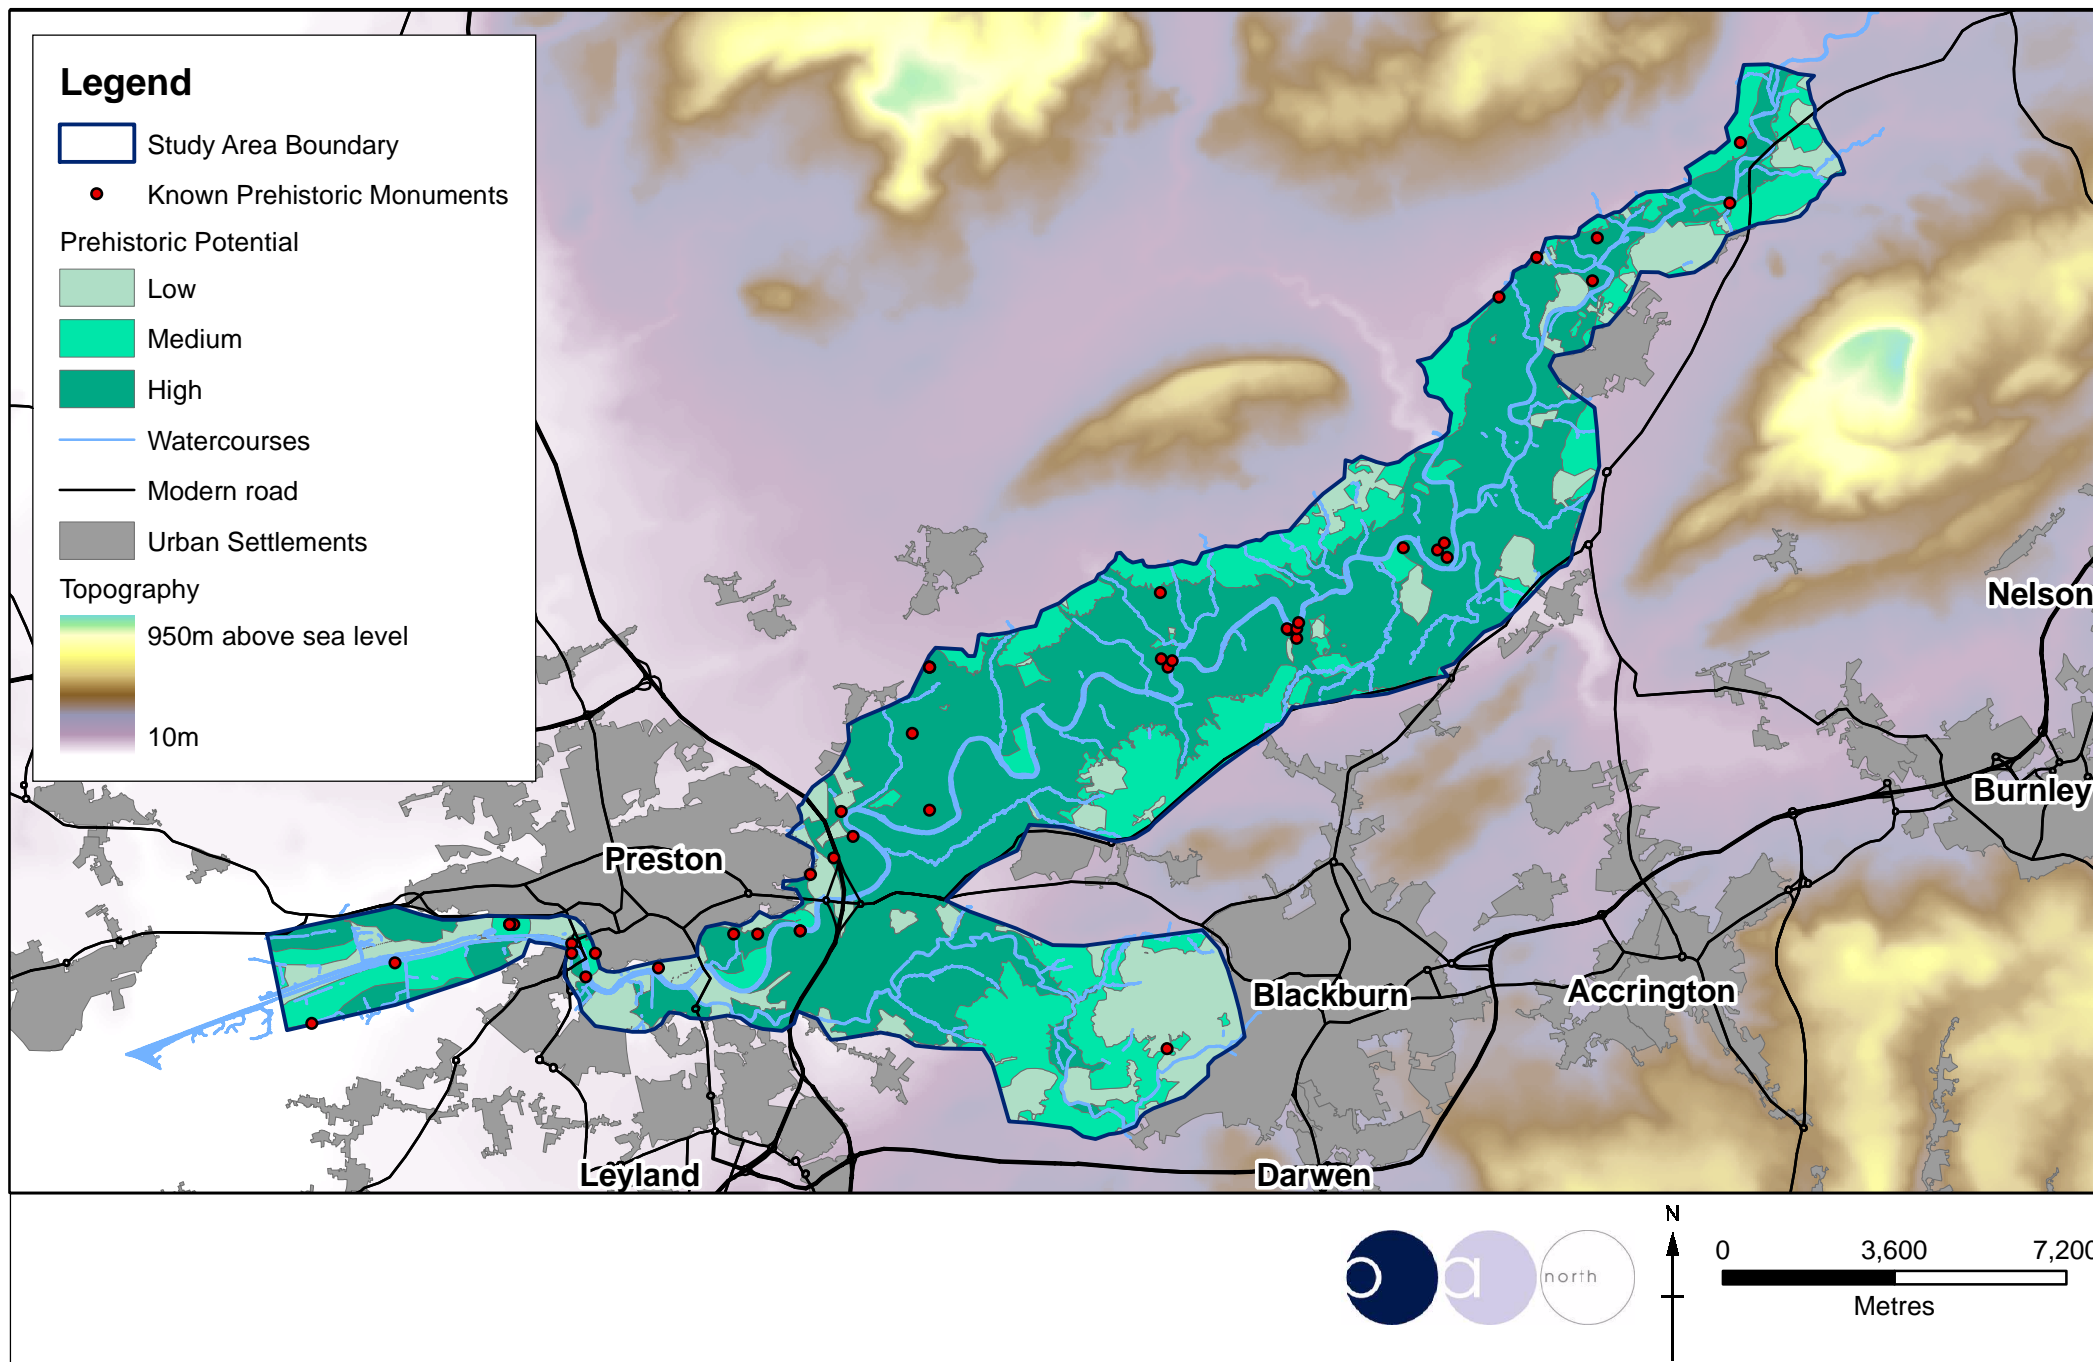 Legend
Study Area Boundary
Known Prehistoric Monuments
Prehistoric Potential
Low
Medium
High
Watercourses
Modern road
Urban Settlements
Topography
950m above sea level
10m
Nelson
Burnley
Preston
Blackburn
Accrington
Leyland
Darwen
o a north
N
0 3,600 7,200
Metres